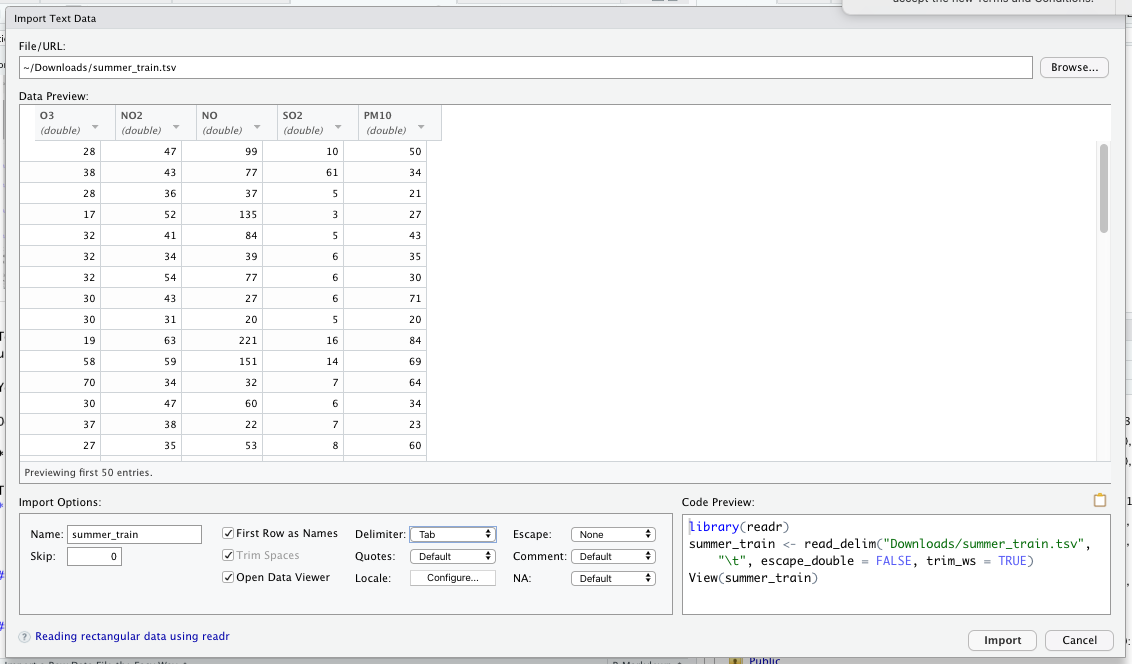 accept the new Terms and Conditions.
Import Text Data
File/URL:
~/Downloads/summer_train.tsv
Browse...
Data Preview:
O3 NO2 NO SO2 PM10
(double) (double) (double) (double) (double)
28 47 99 10 50
38 43 77 61 34
28 36 37 5 21
17 52 135 3 27
32 41 84 5 43
32 34 39 6 35
32 54 77 6 30
30 43 27 6 71
30 31 20 5 20
19 63 221 16 84
58 59 151 14 69
70 34 32 7 64
30 47 60 6 34
37 38 22 7 23
27 35 53 8 60
Previewing first 50 entries.
Import Options:
Name: summer_train
Skip: 0
First Row as Names
Trim Spaces
Open Data Viewer
Delimiter: Tab
Quotes: Default
Locale: Configure...
Escape: None
Comment: Default
NA: Default
Code Preview:
library(readr)
summer_train <- read_delim("Downloads/summer_train.tsv",
"\t", escape_double = FALSE, trim_ws = TRUE)
View(summer_train)
? Reading rectangular data using readr
Import
Cancel
Public